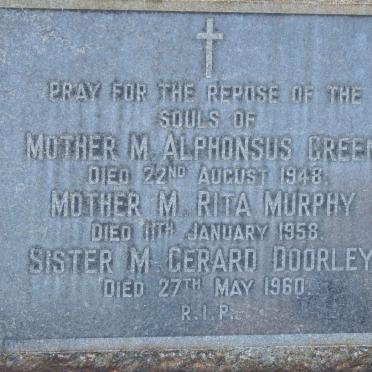 PRAY FOR THE REPOSE OF THE
SOULS OF
MOTHER M. ALPHONSUS GREEN
DIED 22ND AUGUST 1948.
MOTHER M. RITA MURPHY
DIED 11TH JANUARY 1958.
SISTER M. GERARD DOORLEY
DIED 27TH MAY 1960.
R.I.P.